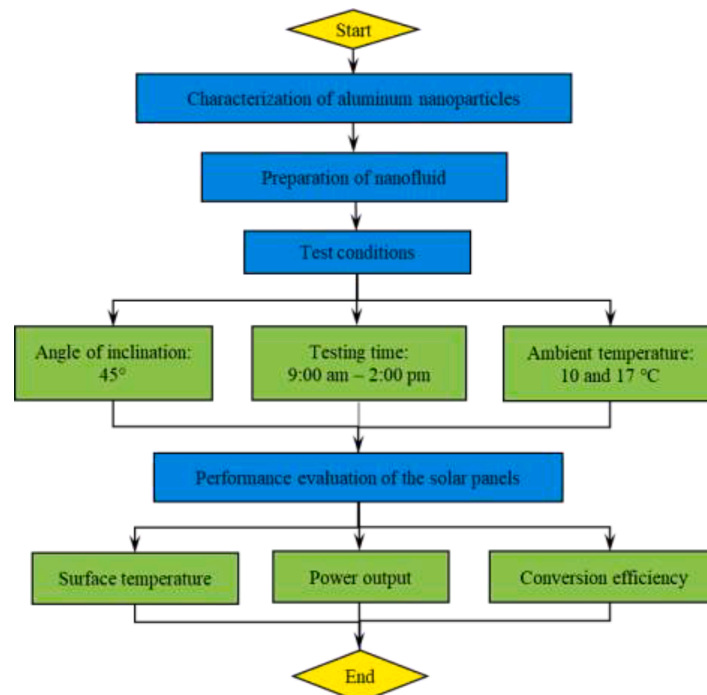 Start
Characterization of aluminum nanoparticles
Preparation of nanofluid
Test conditions
Angle of inclination:
45°
Testing time:
9:00 am – 2:00 pm
Ambient temperature:
10 and 17 °C
Performance evaluation of the solar panels
Surface temperature
Power output
Conversion efficiency
End